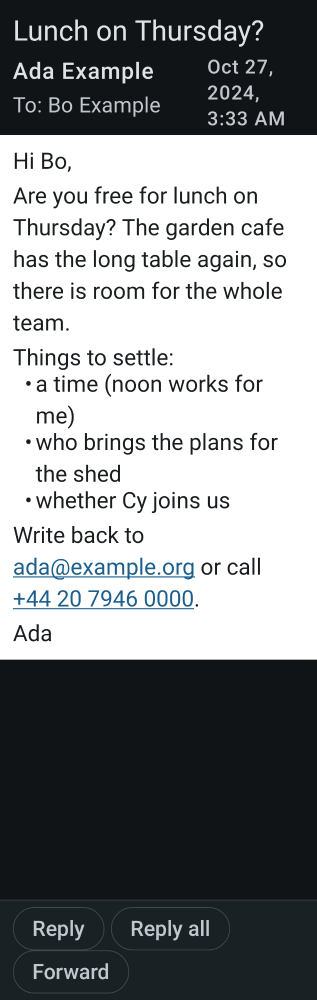 Lunch on Thursday?
Ada Example
To: Bo Example
Oct 27,
2024,
3:33 AM
Hi Bo,
Are you free for lunch on
Thursday? The garden cafe
has the long table again, so
there is room for the whole
team.
Things to settle:
• a time (noon works for
me)
• who brings the plans for
the shed
• whether Cy joins us
Write back to
ada@example.org or call
+44 20 7946 0000.
Ada
Reply
Reply all
Forward